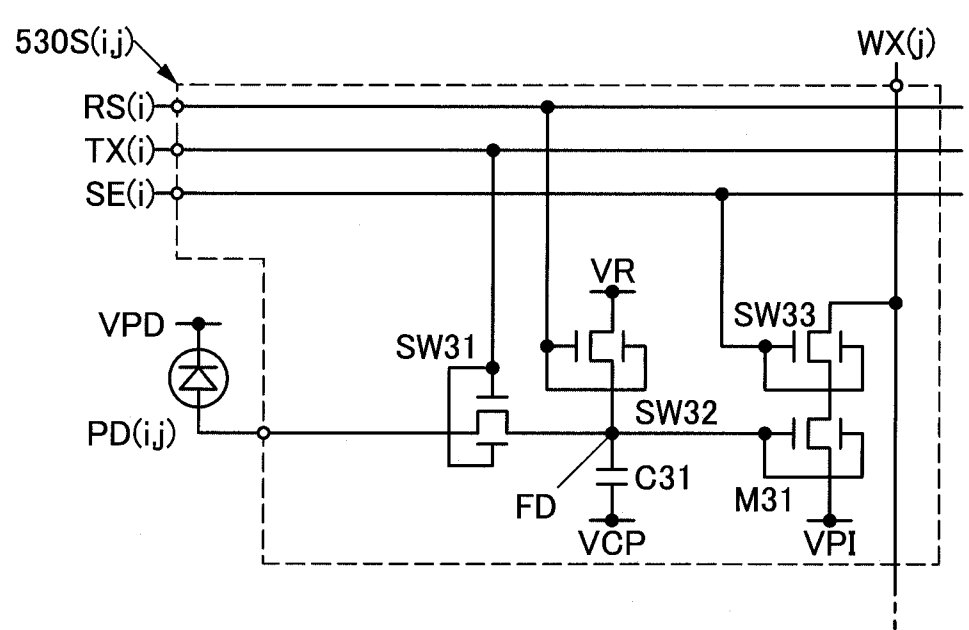 530S(i,j)
WX(j)
RS(i)
TX(i)
SE(i)
VR
VPD
SW31
SW33
PD(i,j)
SW32
FD
C31
M31
VCP
VPI